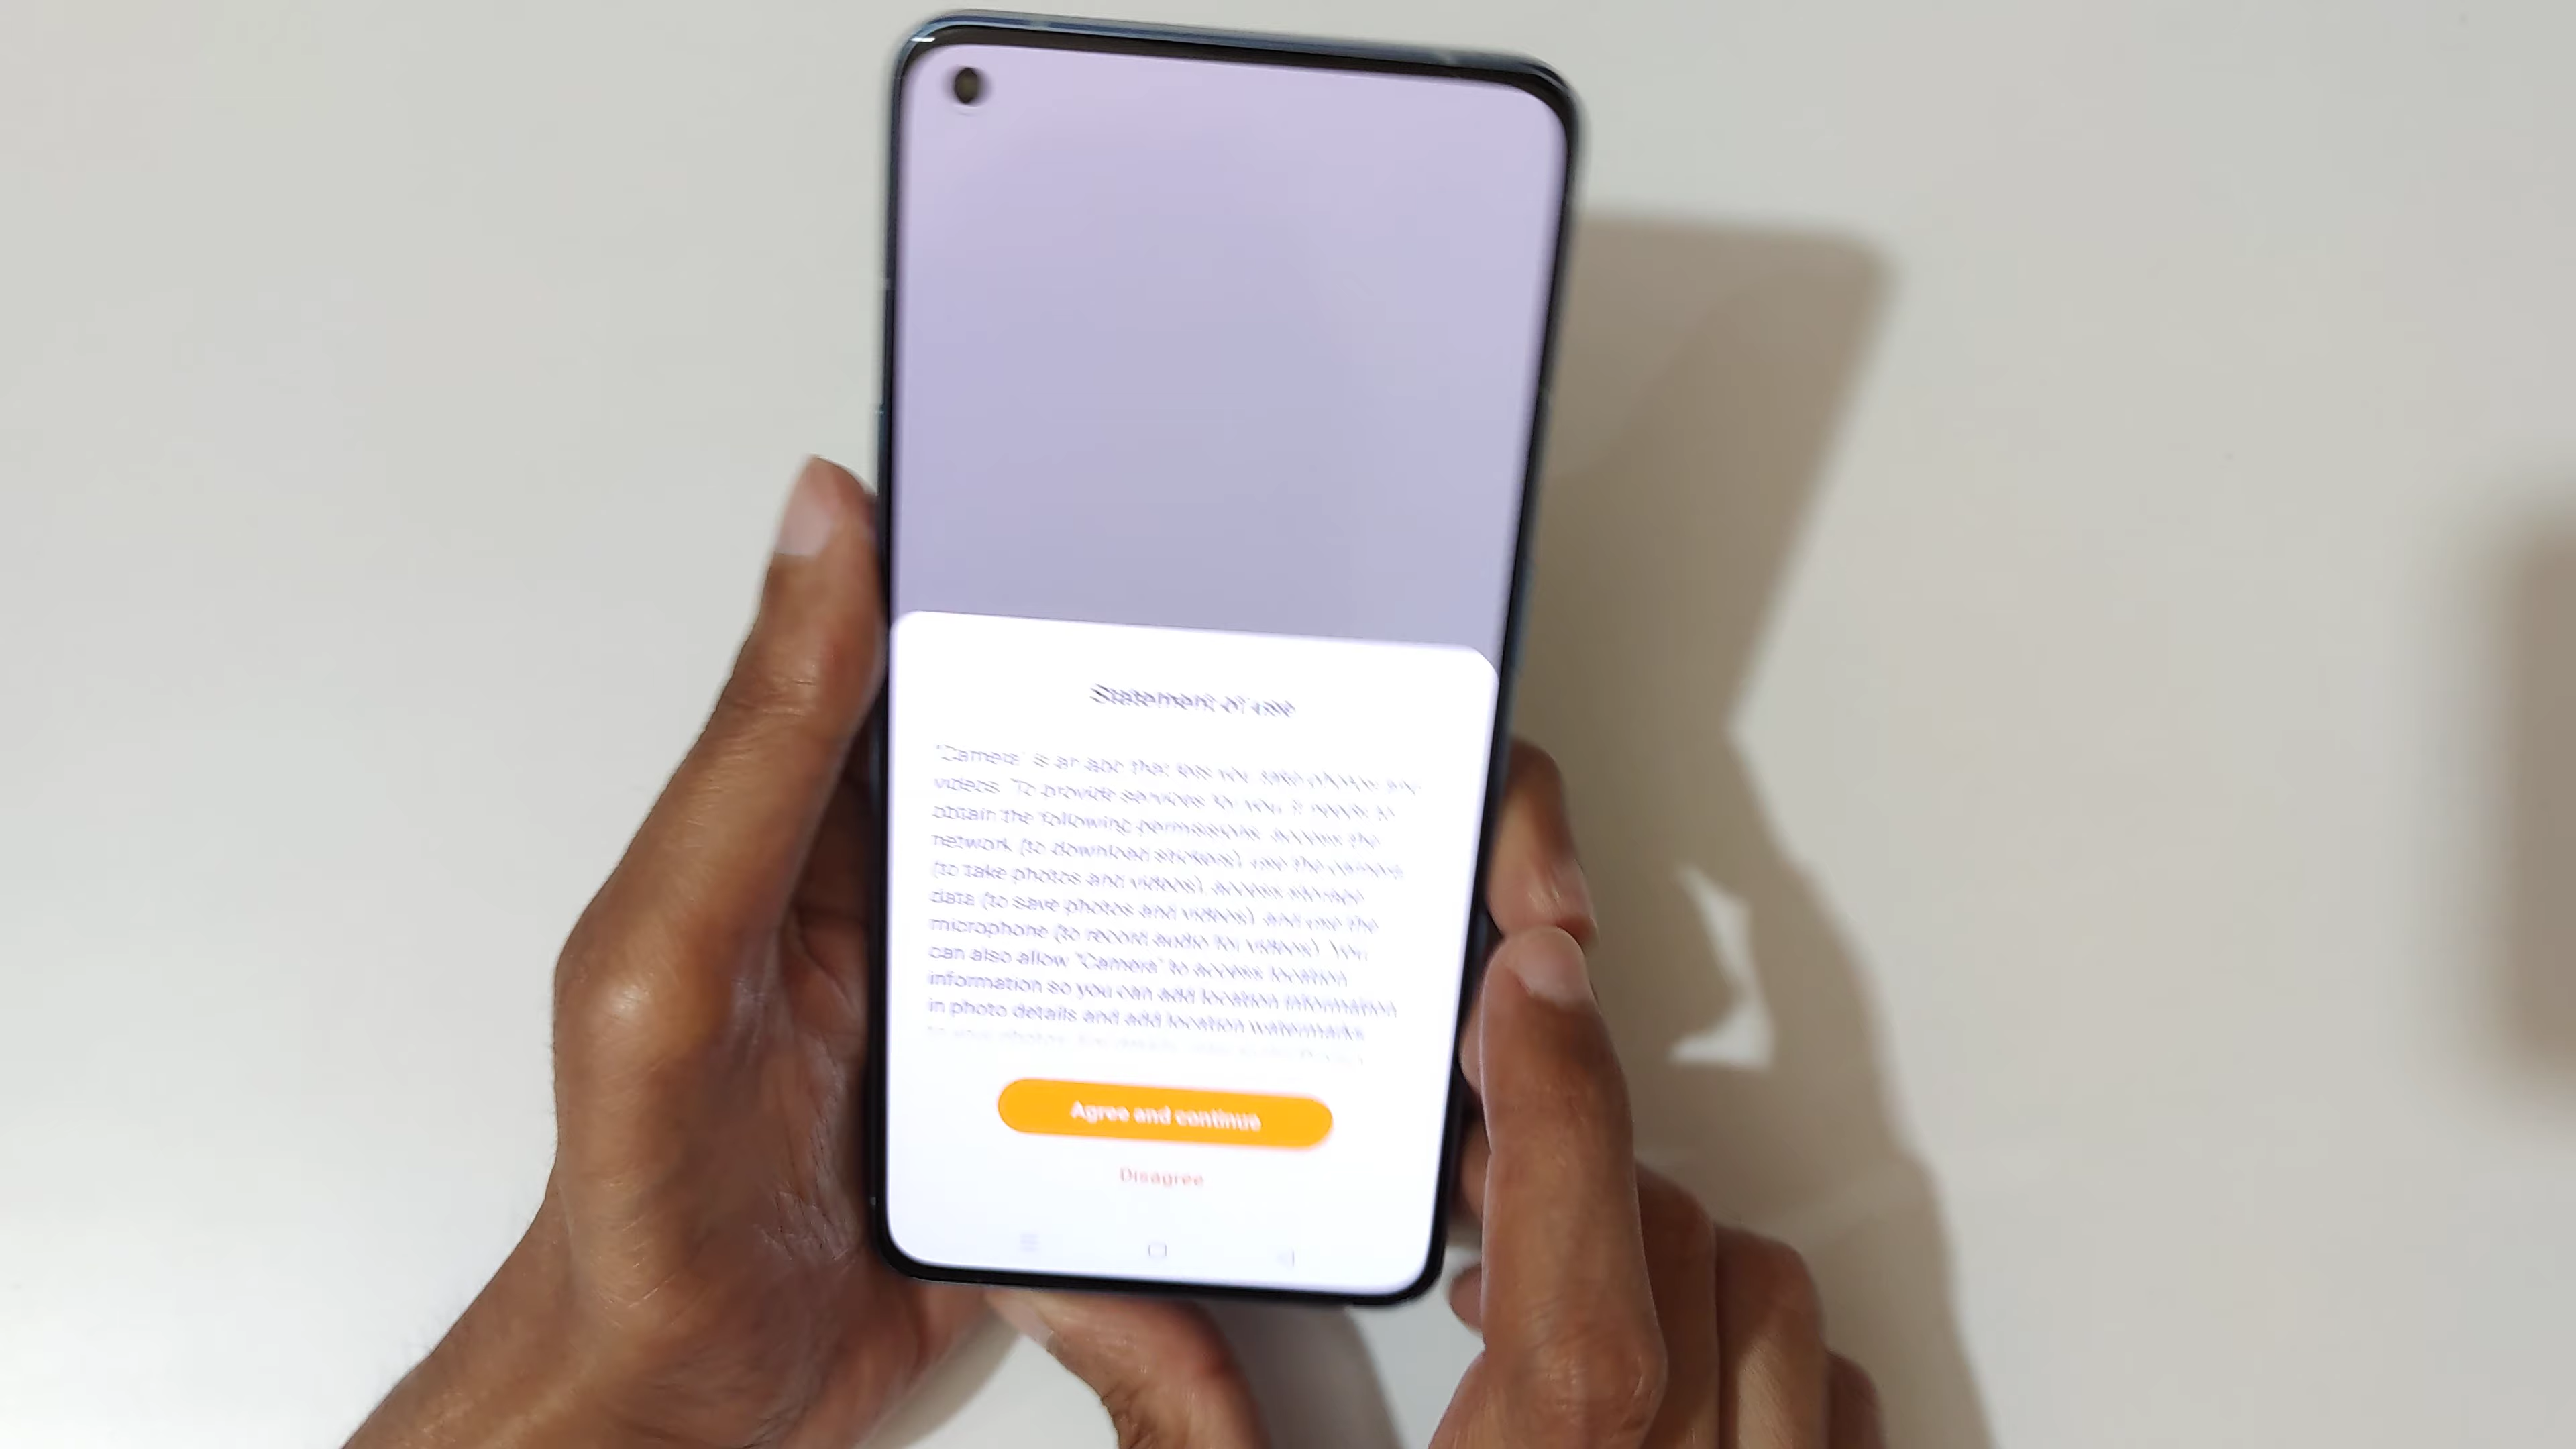 Statement of use
"Camera" is an app that lets you take photos and
videos. To provide services for you, it needs to
obtain the following permissions: access the
network (to download stickers), use the camera
(to take photos and videos), access storage
data (to save photos and videos), and use the
microphone (to record audio for videos). You
can also allow "Camera" to access location
information so you can add location information
in photo details and add location watermarks
to your photos.
Agree and continue
Disagree